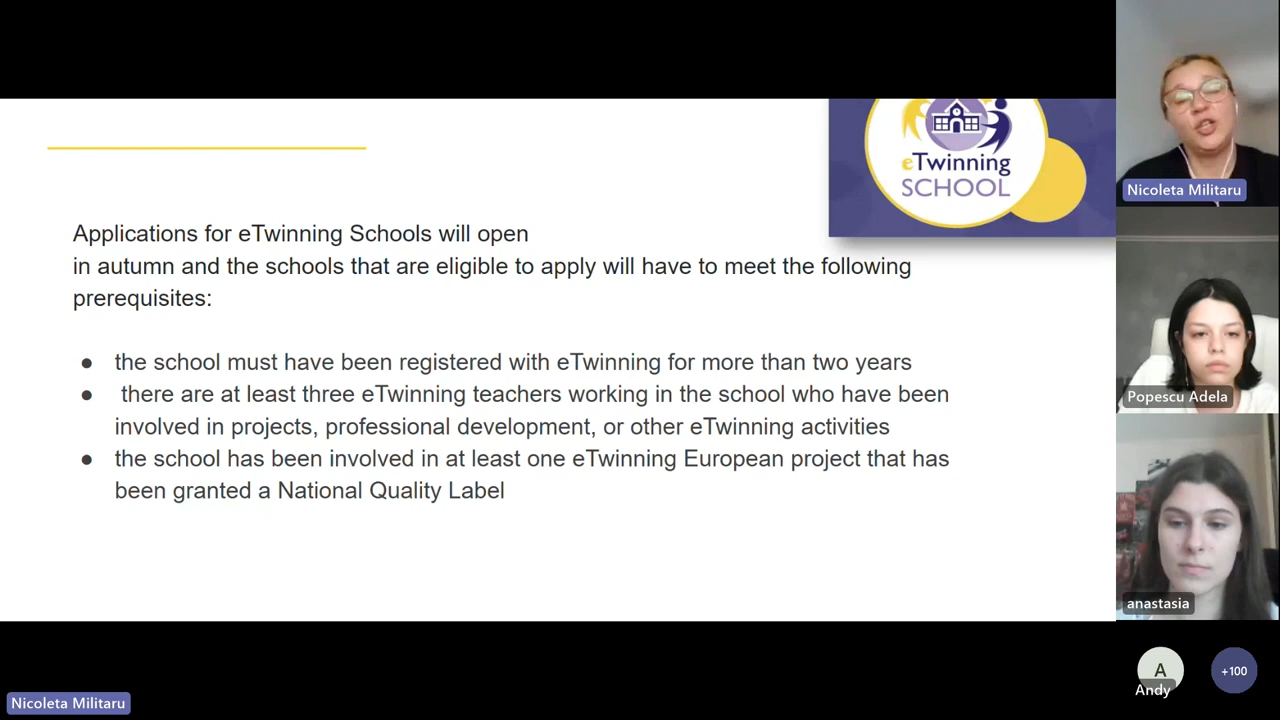 eTwinning
SCHOOL
Applications for eTwinning Schools will open
in autumn and the schools that are eligible to apply will have to meet the following
prerequisites:
● the school must have been registered with eTwinning for more than two years
● there are at least three eTwinning teachers working in the school who have been
involved in projects, professional development, or other eTwinning activities
● the school has been involved in at least one eTwinning European project that has
been granted a National Quality Label
Nicoleta Militaru
Popescu Adela
anastasia
A
Andy
+100
Nicoleta Militaru